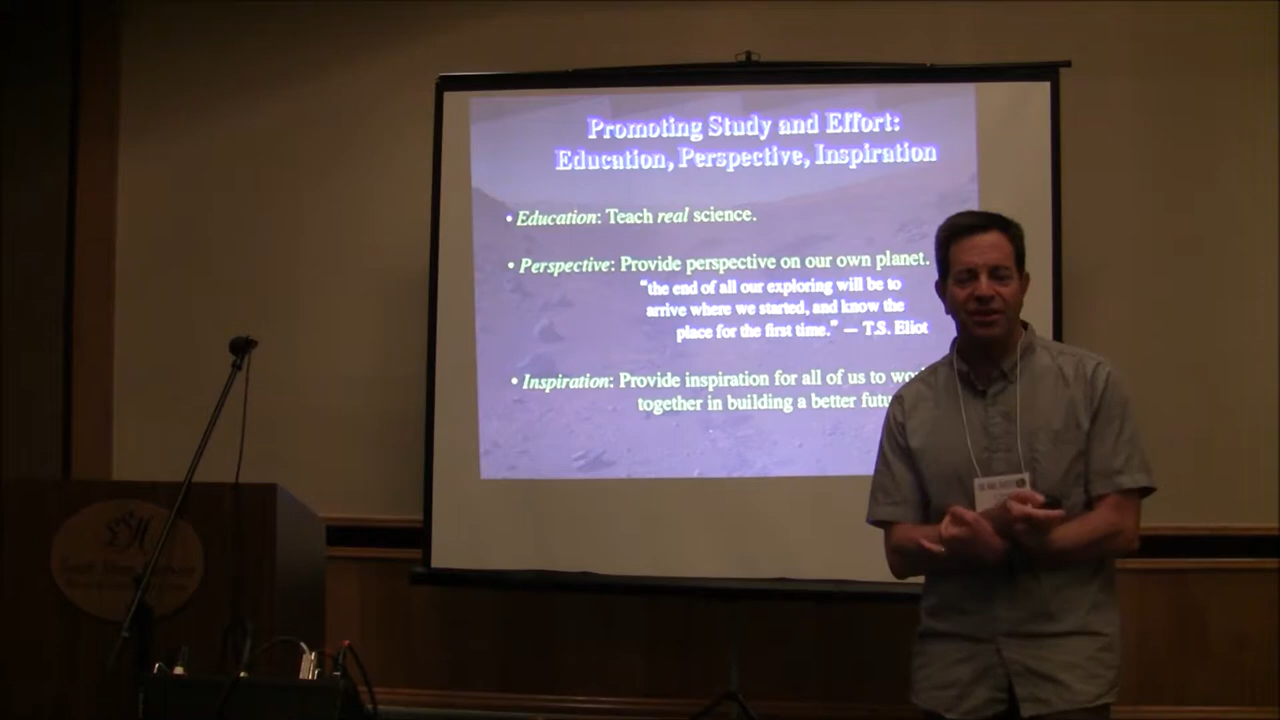 Promoting Study and Effort:
Education, Perspective, Inspiration
• Education: Teach real science.
• Perspective: Provide perspective on our own planet.
“the end of all our exploring will be to
arrive where we started, and know the
place for the first time.” — T.S. Eliot
• Inspiration: Provide inspiration for all of us to
together in building a better